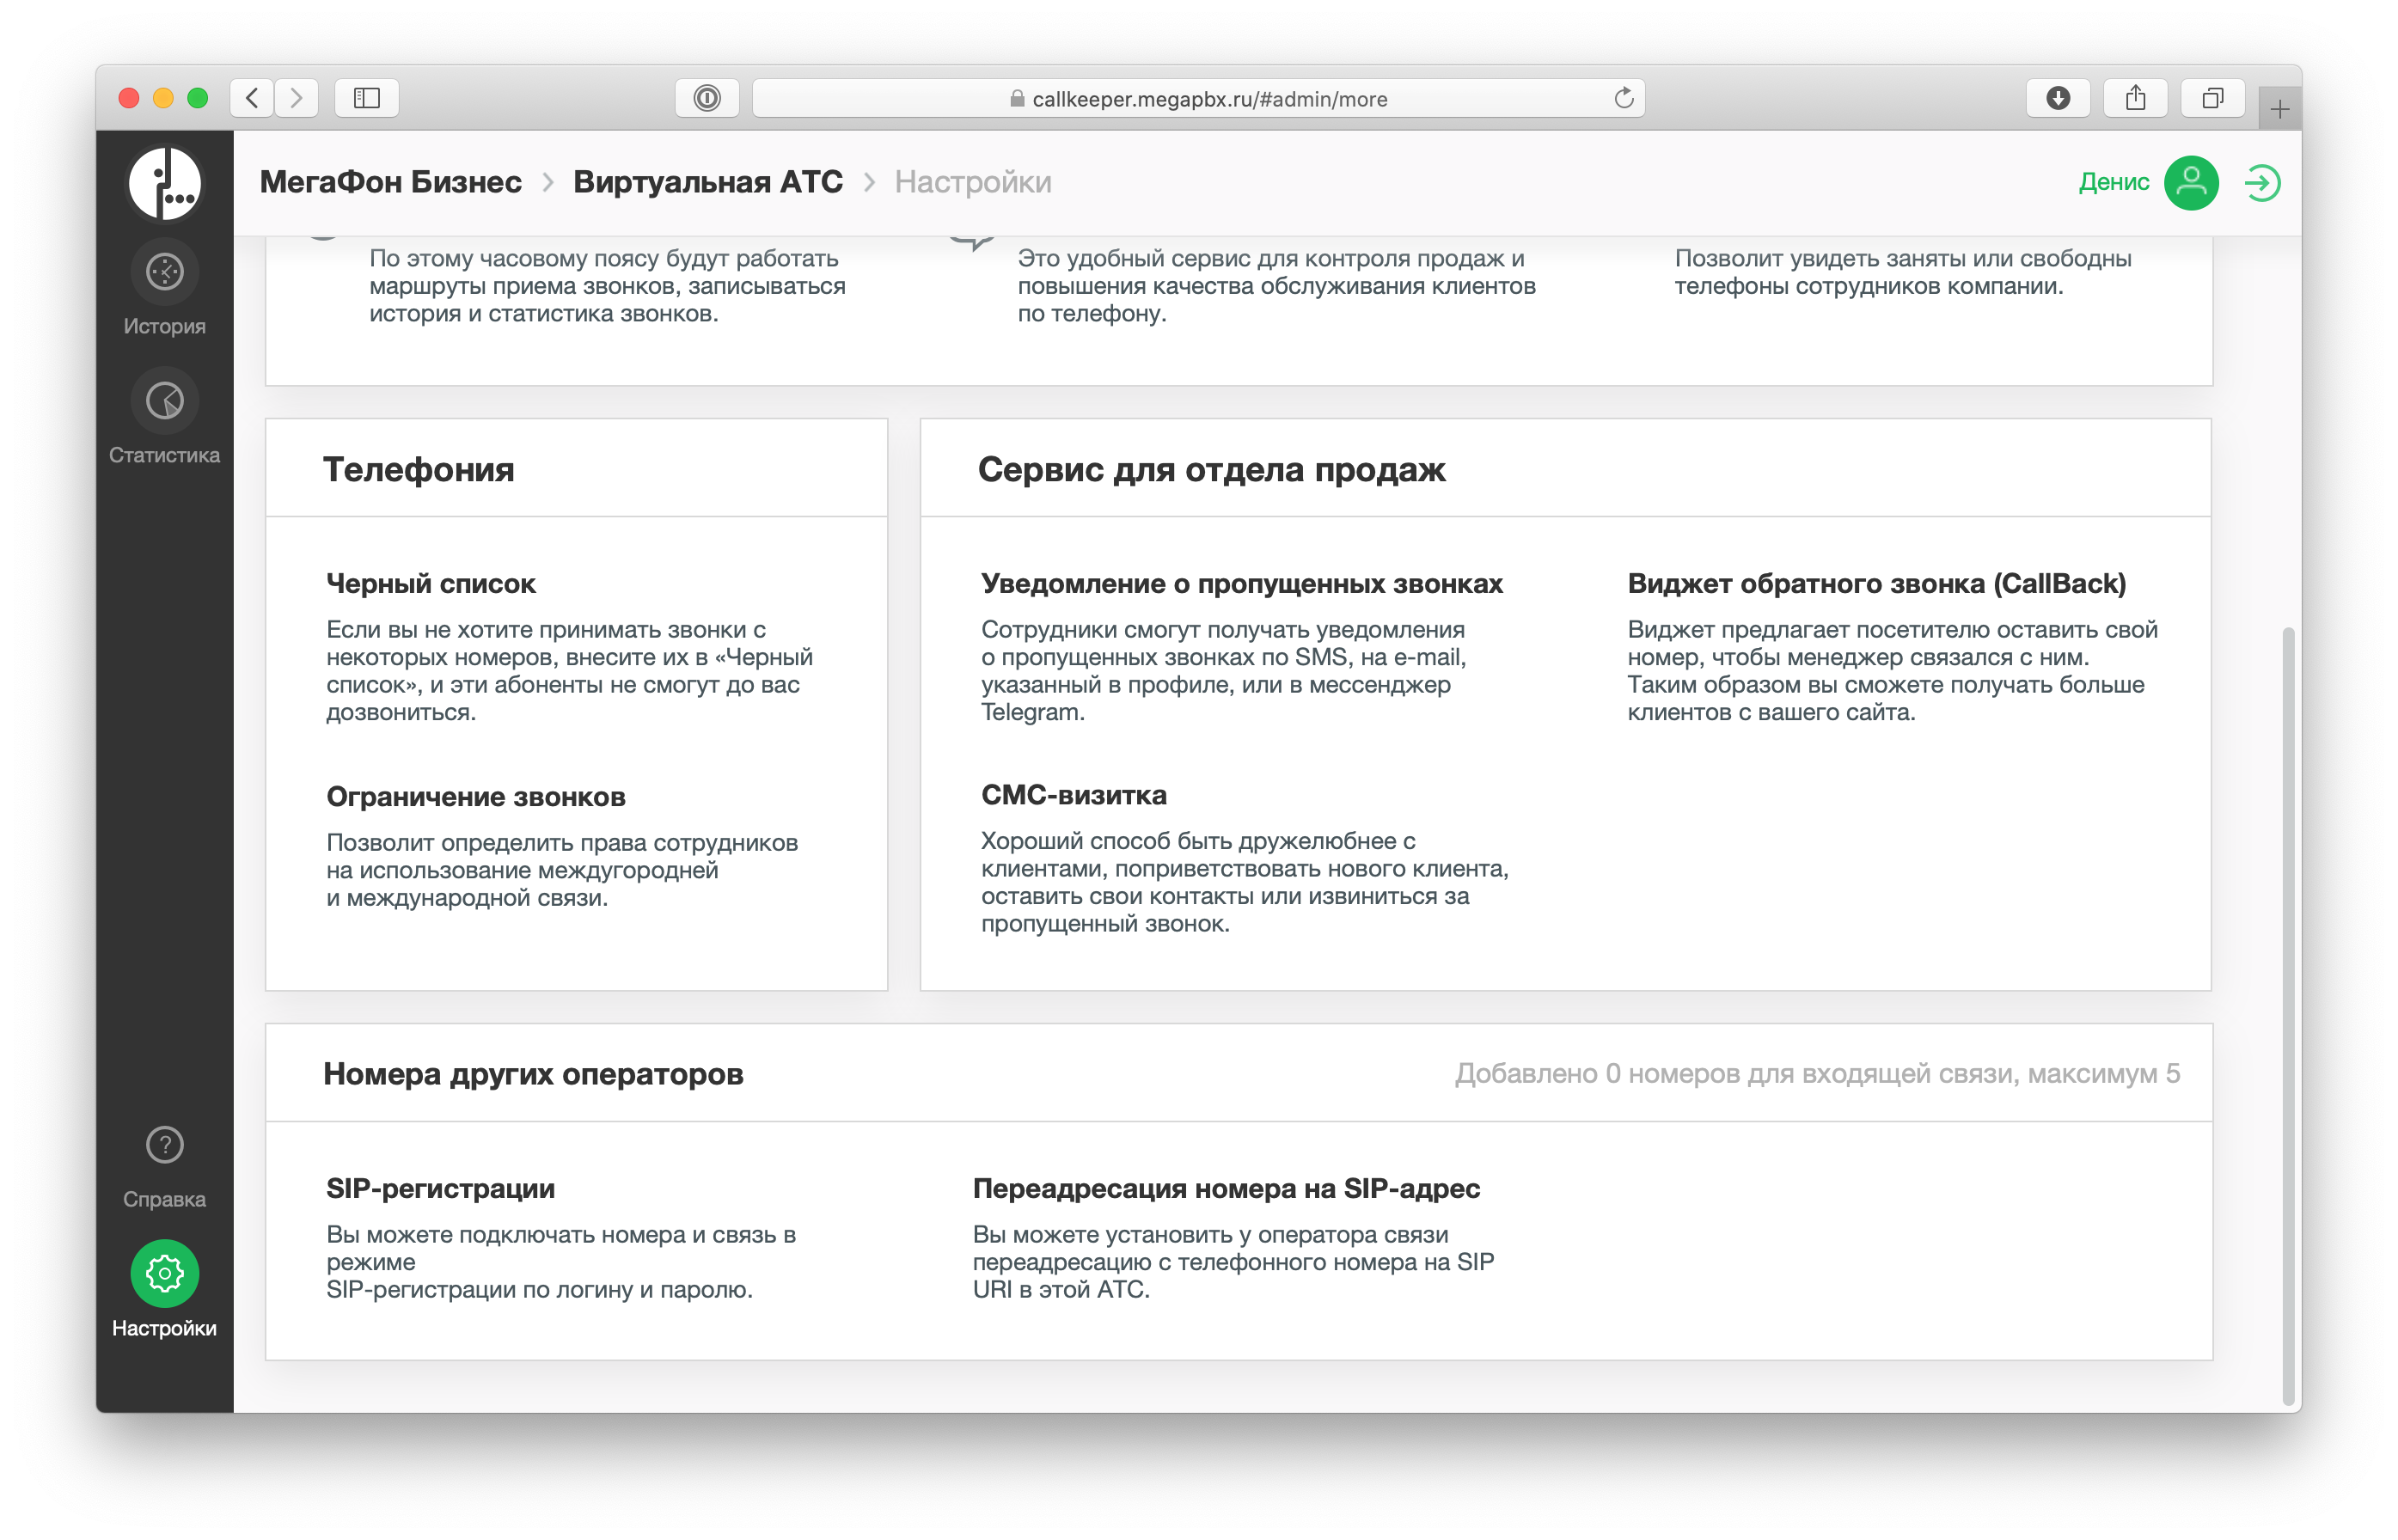 callkeeper.megapbx.ru/#admin/more
МегаФон Бизнес
Виртуальная АТС
Настройки
Денис
История
Статистика
Справка
Настройки
По этому часовому поясу будут работать
маршруты приема звонков, записываться
история и статистика звонков.
Это удобный сервис для контроля продаж и
повышения качества обслуживания клиентов
по телефону.
Позволит увидеть заняты или свободны
телефоны сотрудников компании.
Телефония
Черный список
Если вы не хотите принимать звонки с
некоторых номеров, внесите их в «Черный
список», и эти абоненты не смогут до вас
дозвониться.
Ограничение звонков
Позволит определить права сотрудников
на использование междугородней
и международной связи.
Сервис для отдела продаж
Уведомление о пропущенных звонках
Сотрудники смогут получать уведомления
о пропущенных звонках по SMS, на e-mail,
указанный в профиле, или в мессенджер
Telegram.
Виджет обратного звонка (CallBack)
Виджет предлагает посетителю оставить свой
номер, чтобы менеджер связался с ним.
Таким образом вы сможете получать больше
клиентов с вашего сайта.
СМС-визитка
Хороший способ быть дружелюбнее с
клиентами, поприветствовать нового клиента,
оставить свои контакты или извиниться за
пропущенный звонок.
Номера других операторов
Добавлено 0 номеров для входящей связи, максимум 5
SIP-регистрации
Вы можете подключать номера и связь в
режиме
SIP-регистрации по логину и паролю.
Переадресация номера на SIP-адрес
Вы можете установить у оператора связи
переадресацию с телефонного номера на SIP
URI в этой АТС.